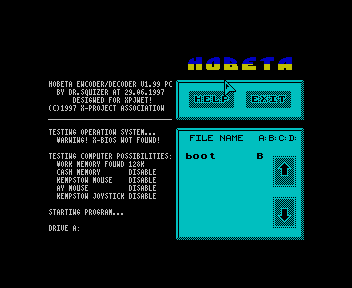 HOBETA
HOBETA ENCODER/DECODER V1.99 PC
BY DR.SQUIZER AT 29.06.1997
DESIGNED FOR XPJWET!
(C)1997 X-PROJECT ASSOCIATION
HELP
EXIT
TESTING OPERATION SYSTEM...
WARNING! X-BIOS NOT FOUND!
TESTING COMPUTER POSSIBILITIES:
WORK MEMORY FOUND 128K
CASH MEMORY DISABLE
KEMPSTON MOUSE DISABLE
AY MOUSE DISABLE
KEMPSTON JOYSTICK DISABLE
STARTING PROGRAM...
DRIVE A:
FILE NAME A: B: C: D:
boot B